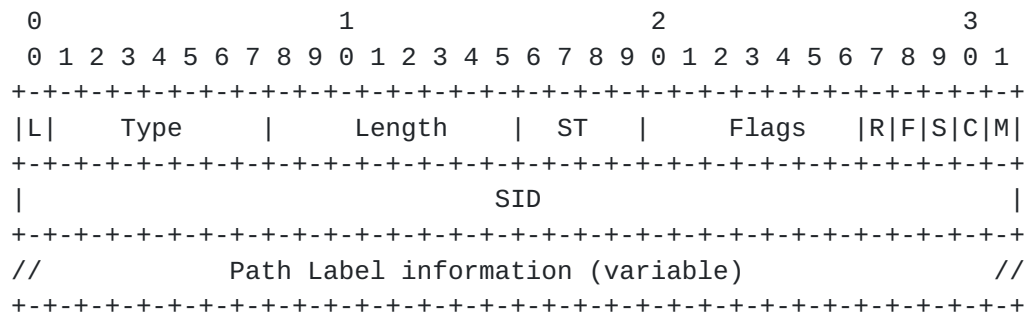 0                   1                   2                   3
 0 1 2 3 4 5 6 7 8 9 0 1 2 3 4 5 6 7 8 9 0 1 2 3 4 5 6 7 8 9 0 1
+-+-+-+-+-+-+-+-+-+-+-+-+-+-+-+-+-+-+-+-+-+-+-+-+-+-+-+-+-+-+-+-+
|L|    Type     |     Length    |  ST   |     Flags   |R|F|S|C|M|
+-+-+-+-+-+-+-+-+-+-+-+-+-+-+-+-+-+-+-+-+-+-+-+-+-+-+-+-+-+-+-+-+
|                              SID                              |
+-+-+-+-+-+-+-+-+-+-+-+-+-+-+-+-+-+-+-+-+-+-+-+-+-+-+-+-+-+-+-+-+
//            Path Label information (variable)                //
+-+-+-+-+-+-+-+-+-+-+-+-+-+-+-+-+-+-+-+-+-+-+-+-+-+-+-+-+-+-+-+-+